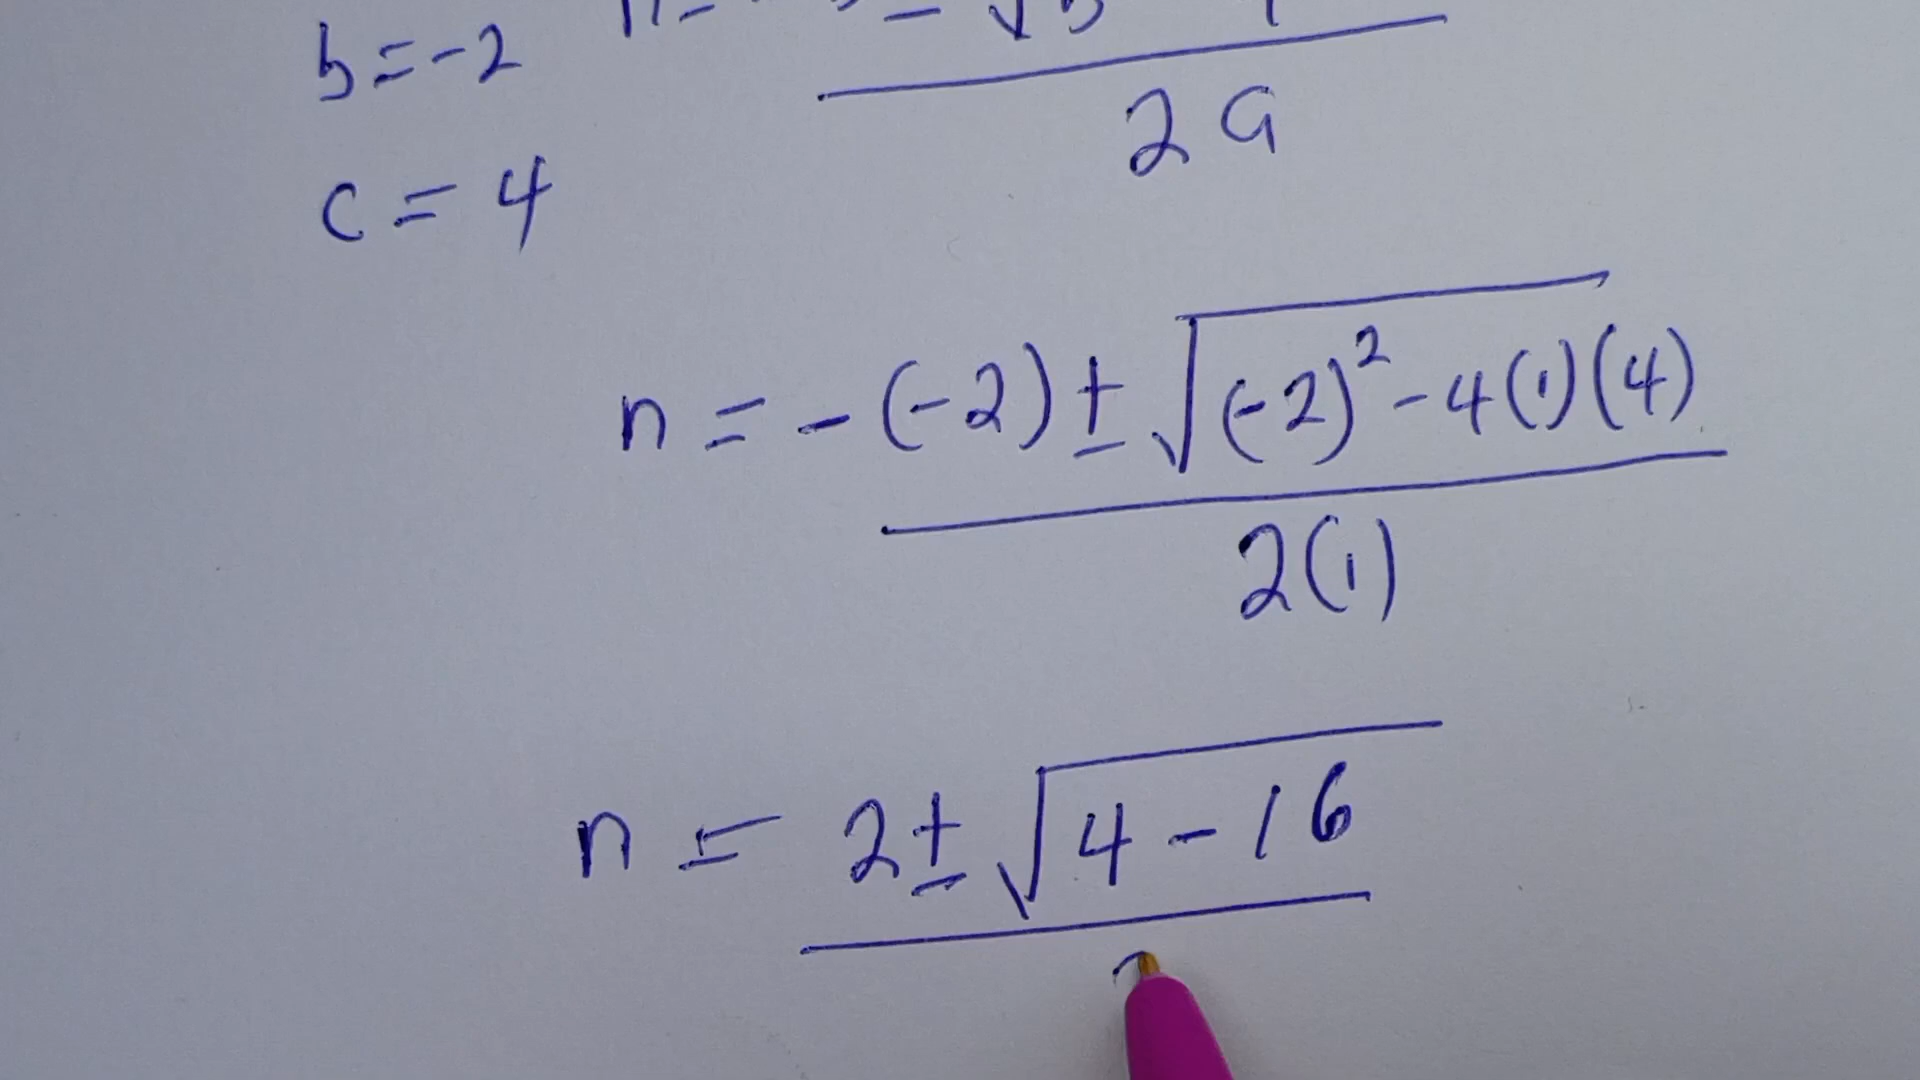 b=-2
2a
c=4
n = -(-2) ± √(-2)² - 4(1)(4)
2(1)
n = 2 ± √4 - 16